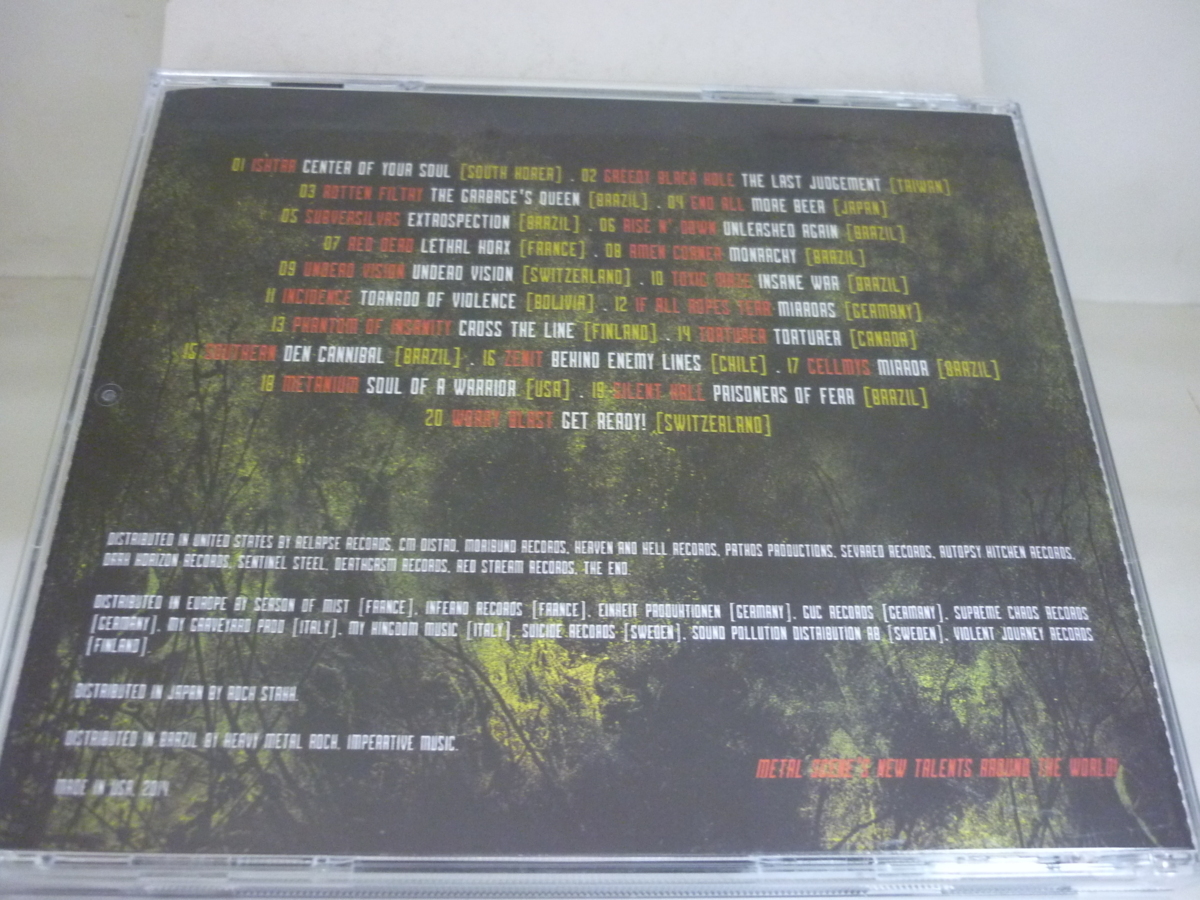 01 ISHTAR CENTER OF YOUR SOUL [SOUTH KOREA] . 02 GREEDY BLACK HOLE THE LAST JUDGEMENT [TAIWAN]
03 ROTTEN FILTHY THE GARBAGE'S QUEEN [BRAZIL] . 04 END ALL MORE BEER [JAPAN]
05 SUBVERSILVAS EXTROSPECTION [BRAZIL] . 06 RISE N' DOWN UNLEASHED AGAIN [BRAZIL]
07 RED DEAD LETHAL HOAX [FRANCE] . 08 AMEN CORNER MONARCHY [BRAZIL]
09 UNDEAD VISION UNDEAD VISION [SWITZERLAND] . 10 TOXIC MAZE INSANE WAR [BRAZIL]
11 INCIDENCE TORNADO OF VIOLENCE [BOLIVIA] . 12 IF ALL ROPES TEAR MIRRORS [GERMANY]
13 PHANTOM OF INSANITY CROSS THE LINE [FINLAND] . 14 TORTURER TORTURER [CANADA]
15 SOUTHERN DEN CANNIBAL [BRAZIL] . 16 ZENIT BEHIND ENEMY LINES [CHILE] . 17 CELLMYS MIRROR [BRAZIL]
18 METANIUM SOUL OF A WARRIOR [USA] . 19 SILENT HALL PRISONERS OF FEAR [BRAZIL]
20 WORRY BLAST GET READY! [SWITZERLAND]
DISTRIBUTED IN UNITED STATES BY RELAPSE RECORDS, CM DISTRO, MORIBUND RECORDS, HEAVEN AND HELL RECORDS, PATHOS PRODUCTIONS, SEVARED RECORDS, AUTOPSY KITCHEN RECORDS,
DARK HORIZON RECORDS, SENTINEL STEEL, DEATHGASM RECORDS, RED STREAM RECORDS, THE END.
DISTRIBUTED IN EUROPE BY SEASON OF MIST [FRANCE], INFERNO RECORDS [FRANCE], EINHEIT PRODUKTIONEN [GERMANY], GUC RECORDS [GERMANY], SUPREME CHAOS RECORDS
[GERMANY], MY GRAVEYARD PROD [ITALY], MY KINGDOM MUSIC [ITALY], SUICIDE RECORDS [SWEDEN], SOUND POLLUTION DISTRIBUTION AB [SWEDEN], VIOLENT JOURNEY RECORDS
[FINLAND].
DISTRIBUTED IN JAPAN BY ROCK STAKK.
DISTRIBUTED IN BRAZIL BY HEAVY METAL ROCK, IMPERATIVE MUSIC.
METAL SCENE'S NEW TALENTS AROUND THE WORLD!
MADE IN USA, 2014